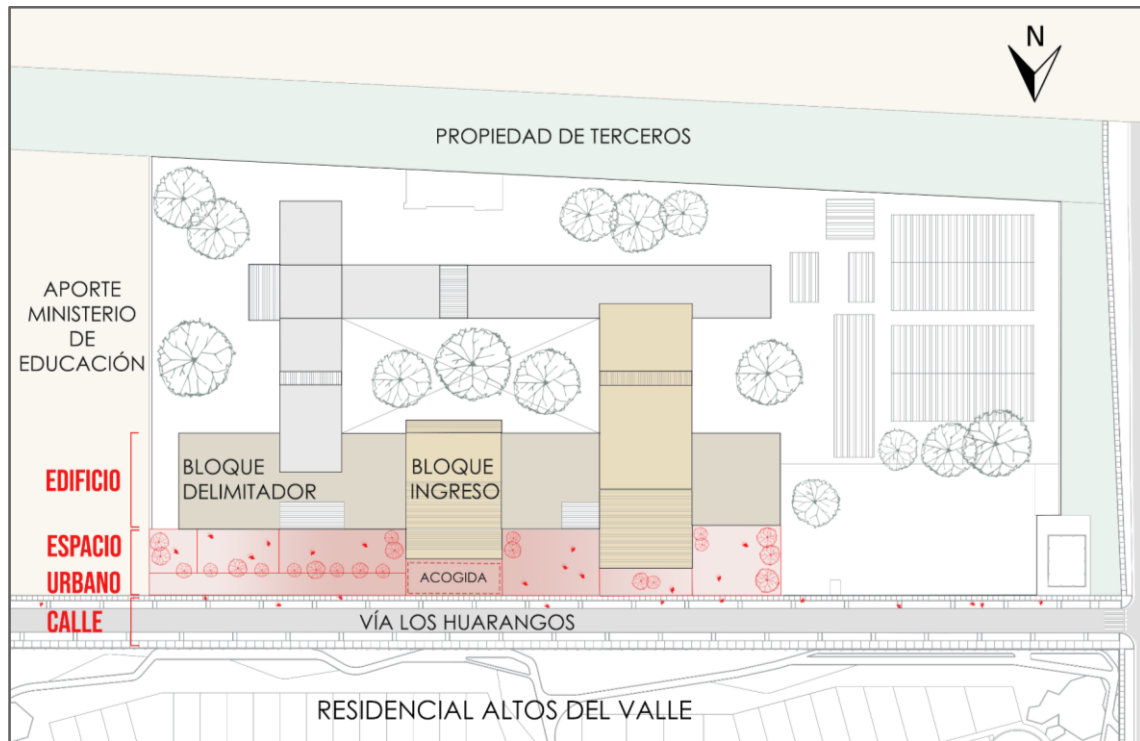 N
PROPIEDAD DE TERCEROS
APORTE
MINISTERIO
DE
EDUCACIÓN
EDIFICIO
BLOQUE
DELIMITADOR
BLOQUE
INGRESO
ESPACIO
URBANO
ACOGIDA
CALLE
VÍA LOS HUARANGOS
RESIDENCIAL ALTOS DEL VALLE